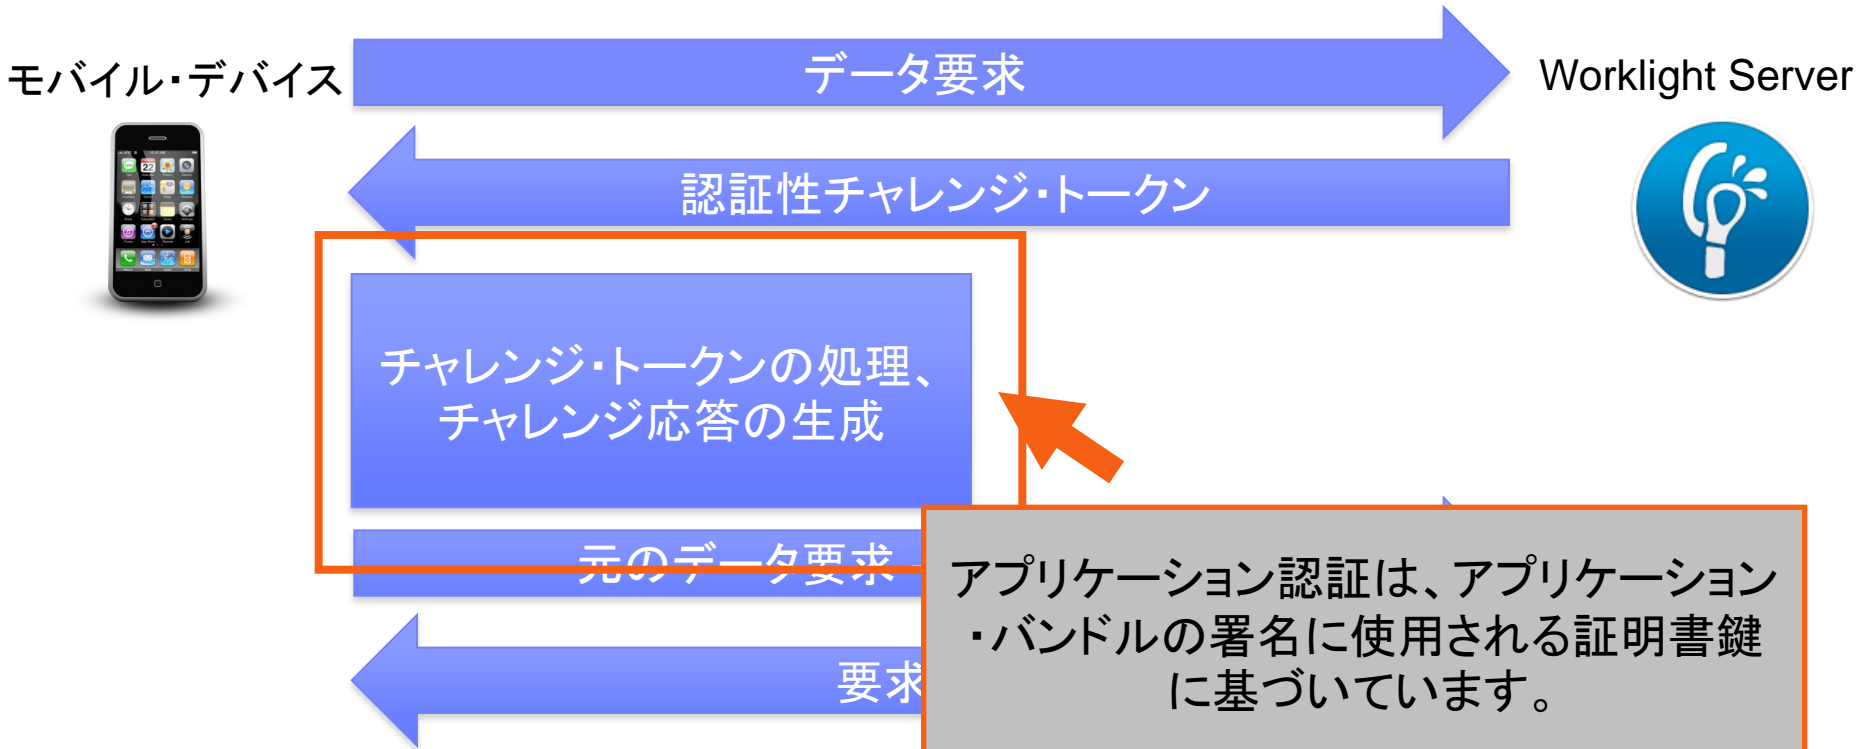 モバイル・デバイス
データ要求
Worklight Server
認証性チャレンジ・トークン
チャレンジ・トークンの処理、
チャレンジ応答の生成
元のデータ要求
アプリケーション認証は、アプリケーション
・バンドルの署名に使用される証明書鍵
に基づいています。
要求